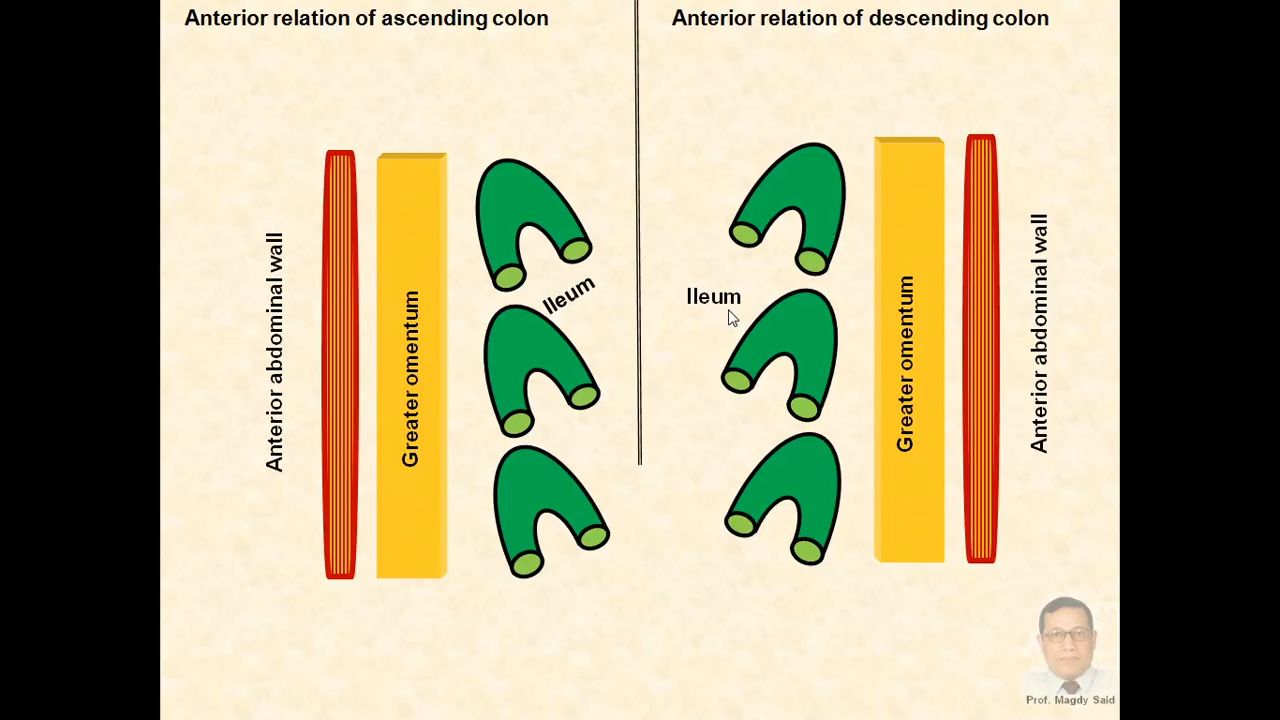 Anterior relation of ascending colon
Anterior abdominal wall
Greater omentum
Ileum
Anterior relation of descending colon
Ileum
Greater omentum
Anterior abdominal wall
Prof. Magdy Said